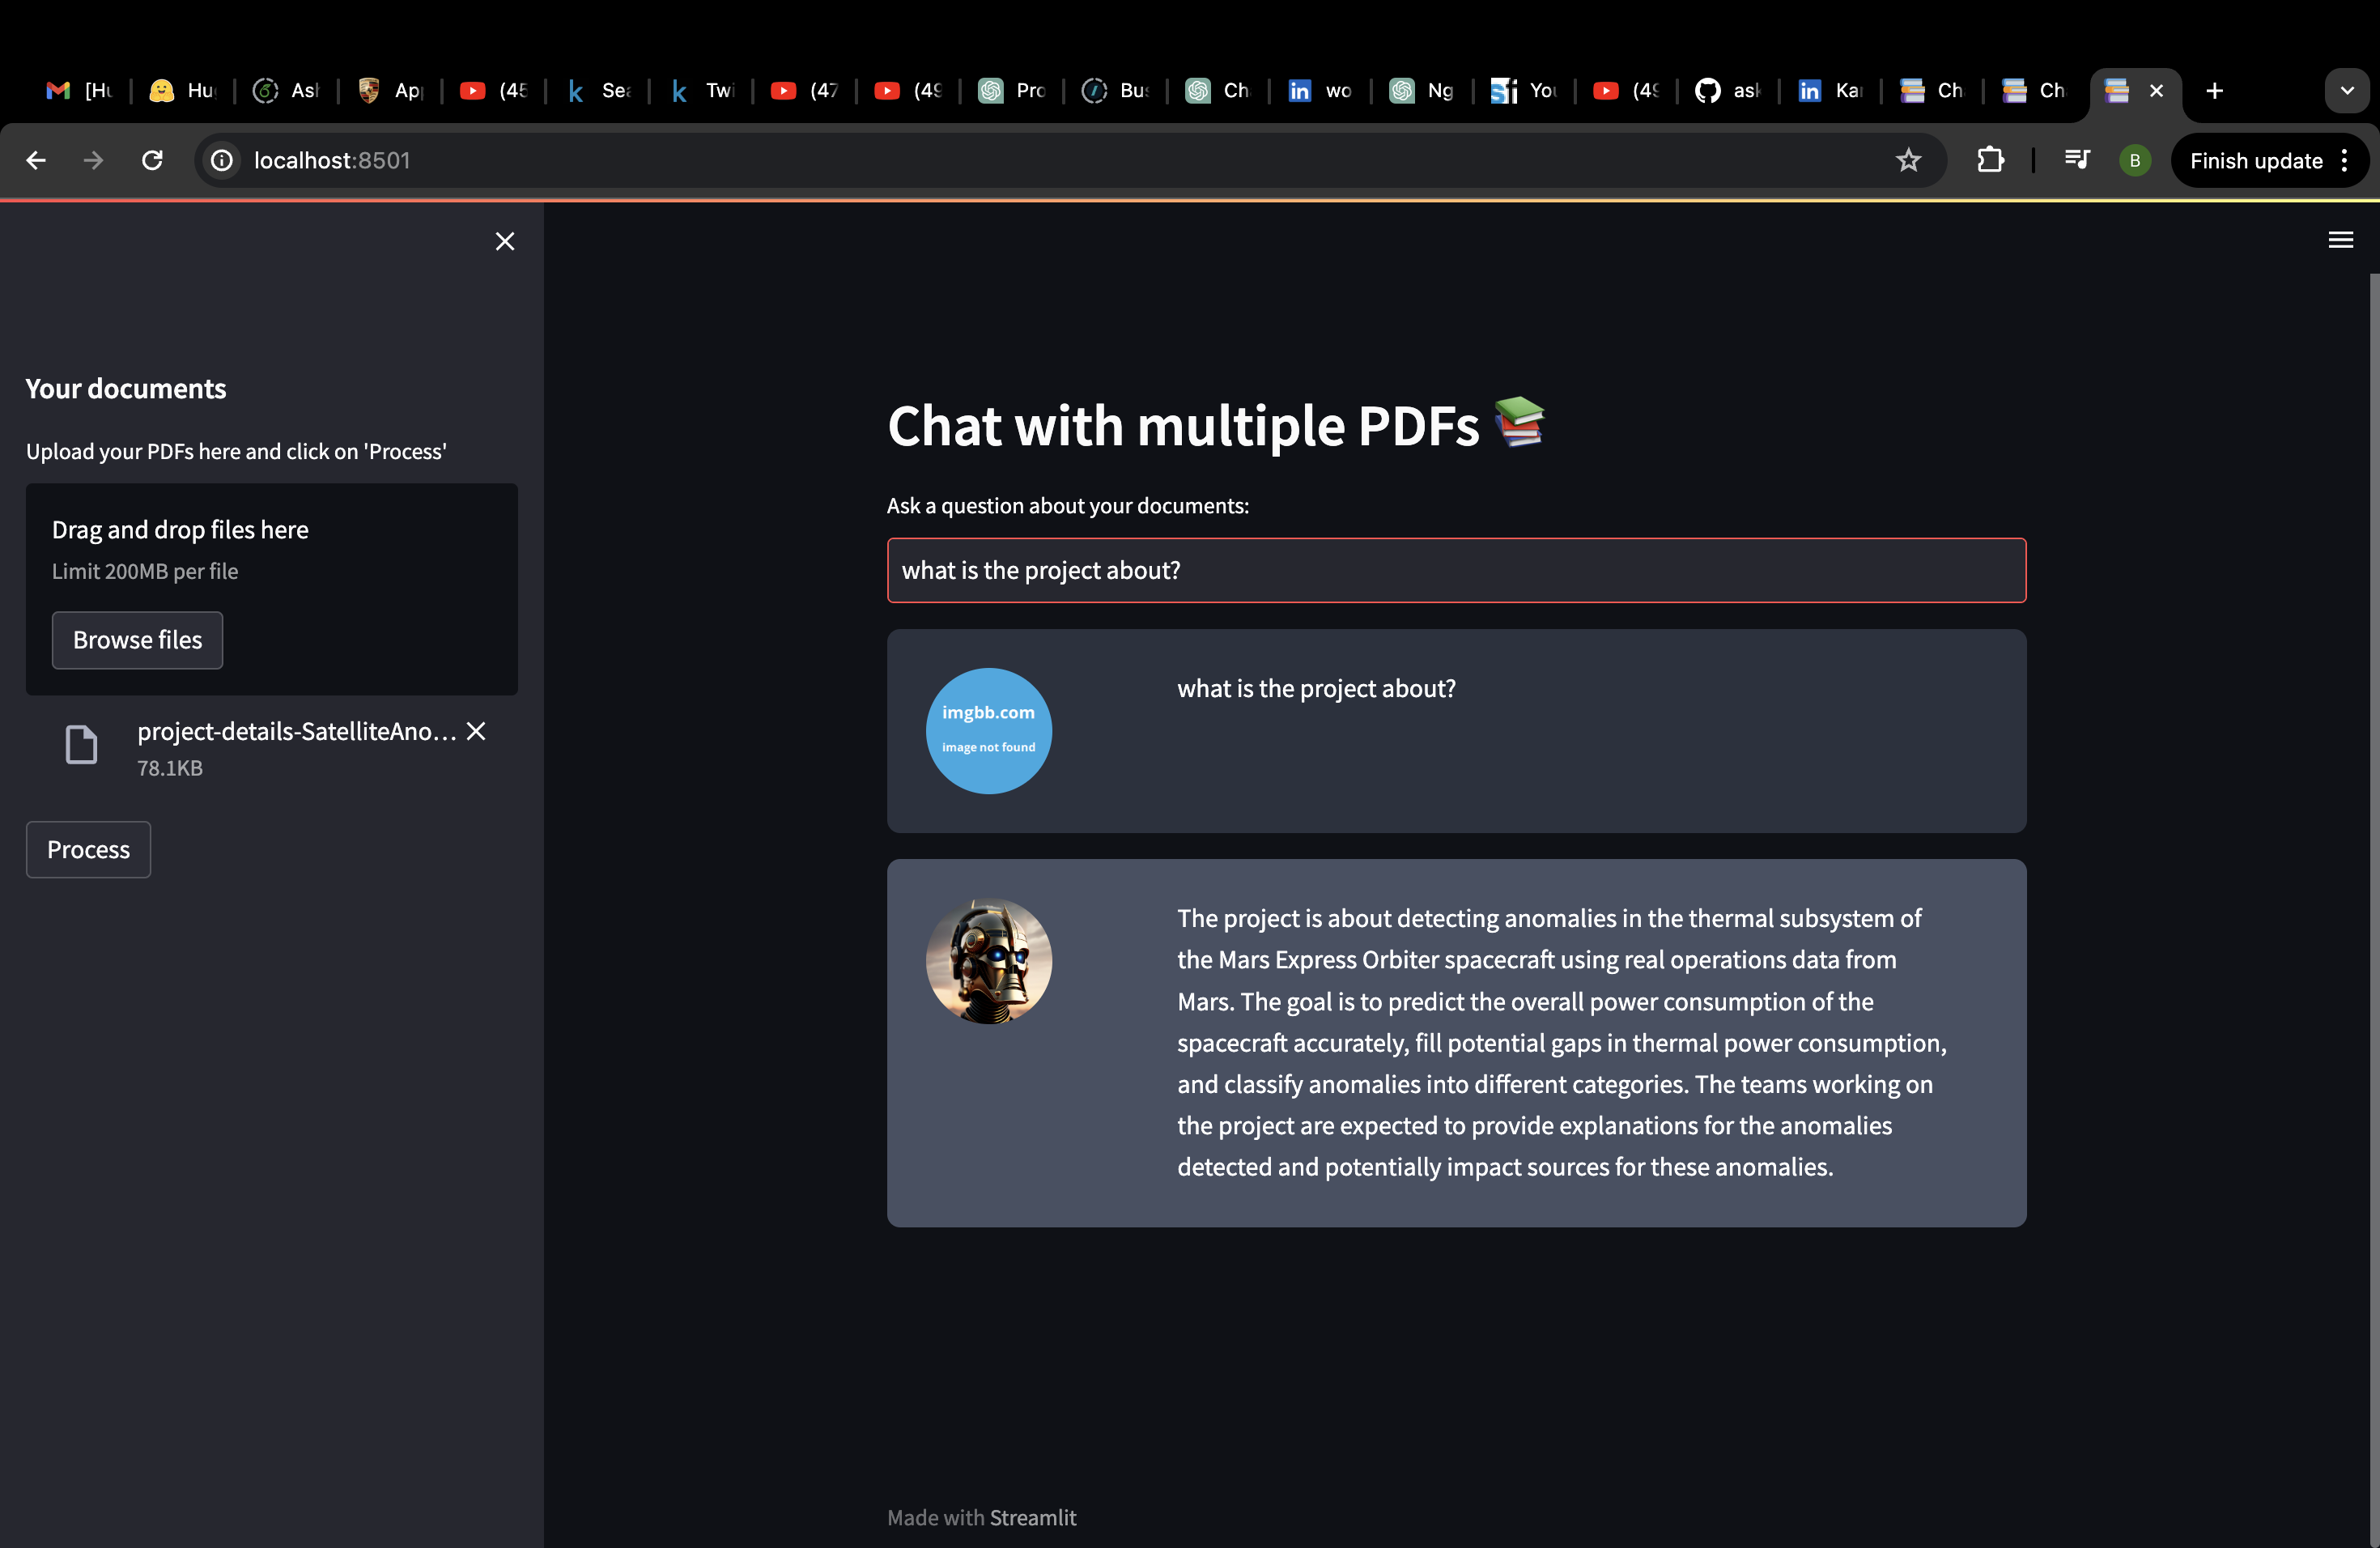 [Hu
Hu
Ash
App
(45
Sea
Twi
(47
(49
Pro
Bus
Ch
wo
Ng
You
(49
ask
Kar
Ch
Ch
As
localhost:8501
B
Finish update
Your documents
Upload your PDFs here and click on 'Process'
Drag and drop files here
Limit 200MB per file
Browse files
project-details-SatelliteAno...
78.1KB
Process
Chat with multiple PDFs
Ask a question about your documents:
what is the project about?
imgbb.com
image not found
what is the project about?
The project is about detecting anomalies in the thermal subsystem of
the Mars Express Orbiter spacecraft using real operations data from
Mars. The goal is to predict the overall power consumption of the
spacecraft accurately, fill potential gaps in thermal power consumption,
and classify anomalies into different categories. The teams working on
the project are expected to provide explanations for the anomalies
detected and potentially impact sources for these anomalies.
Made with Streamlit